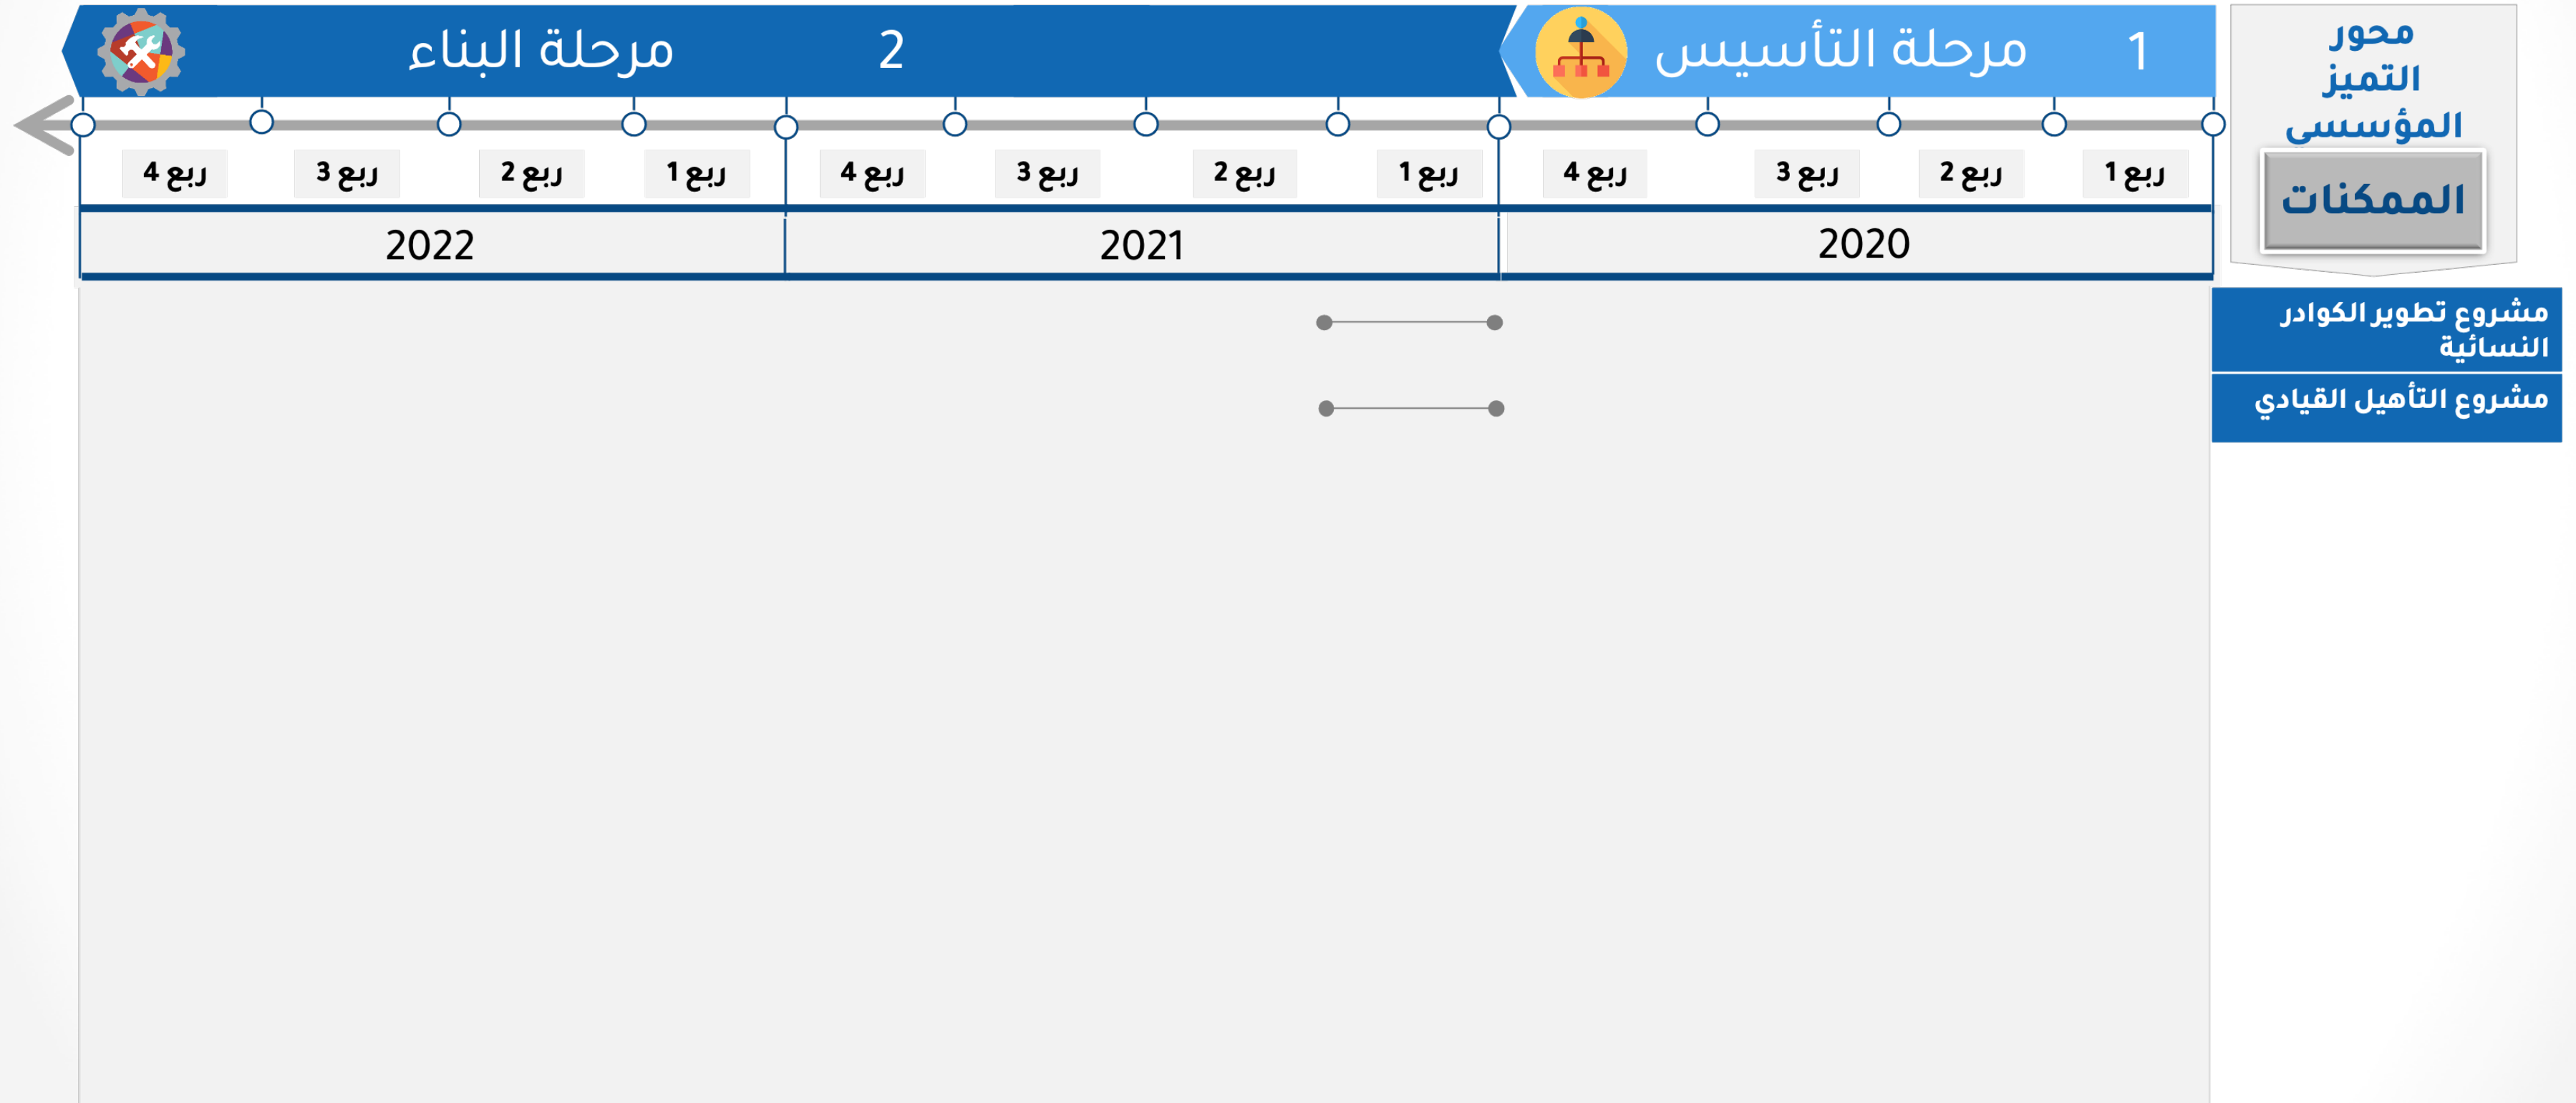 محور
التميز
المؤسسي
الممكنات
1 مرحلة التأسيس
2 مرحلة البناء
ربع 1
ربع 2
ربع 3
ربع 4
ربع 1
ربع 2
ربع 3
ربع 4
ربع 1
ربع 2
ربع 3
ربع 4
2020
2021
2022
مشروع تطوير الكوادر
النسائية
مشروع التأهيل القيادي